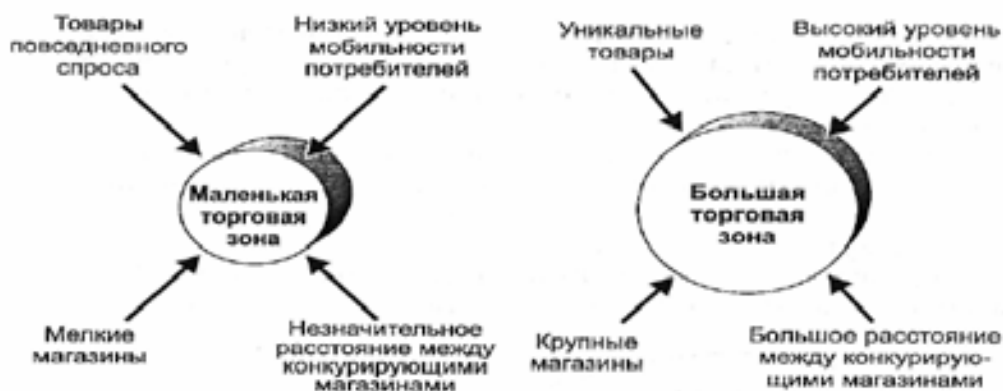 Товары
повседневного
спроса
Низкий уровень
мобильности
потребителей
Маленькая
торговая
зона
Мелкие
магазины
Незначительное
расстояние между
конкурирующими
магазинами
Уникальные
товары
Высокий уровень
мобильности
потребителей
Большая
торговая
зона
Крупные
магазины
Большое расстояние
между конкурирую-
щими магазинами